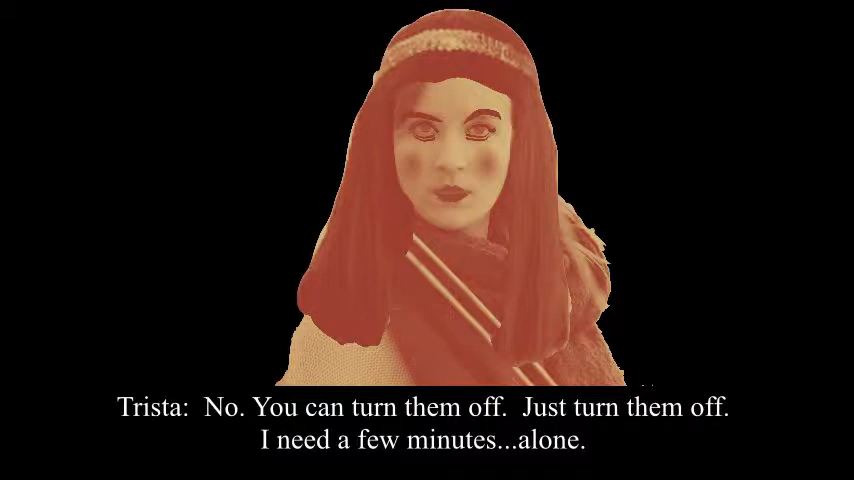 Trista:  No. You can turn them off.  Just turn them off.
I need a few minutes...alone.